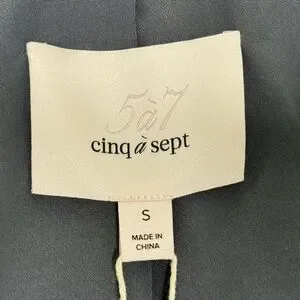 5à7
cinq à sept
S
MADE IN
CHINA